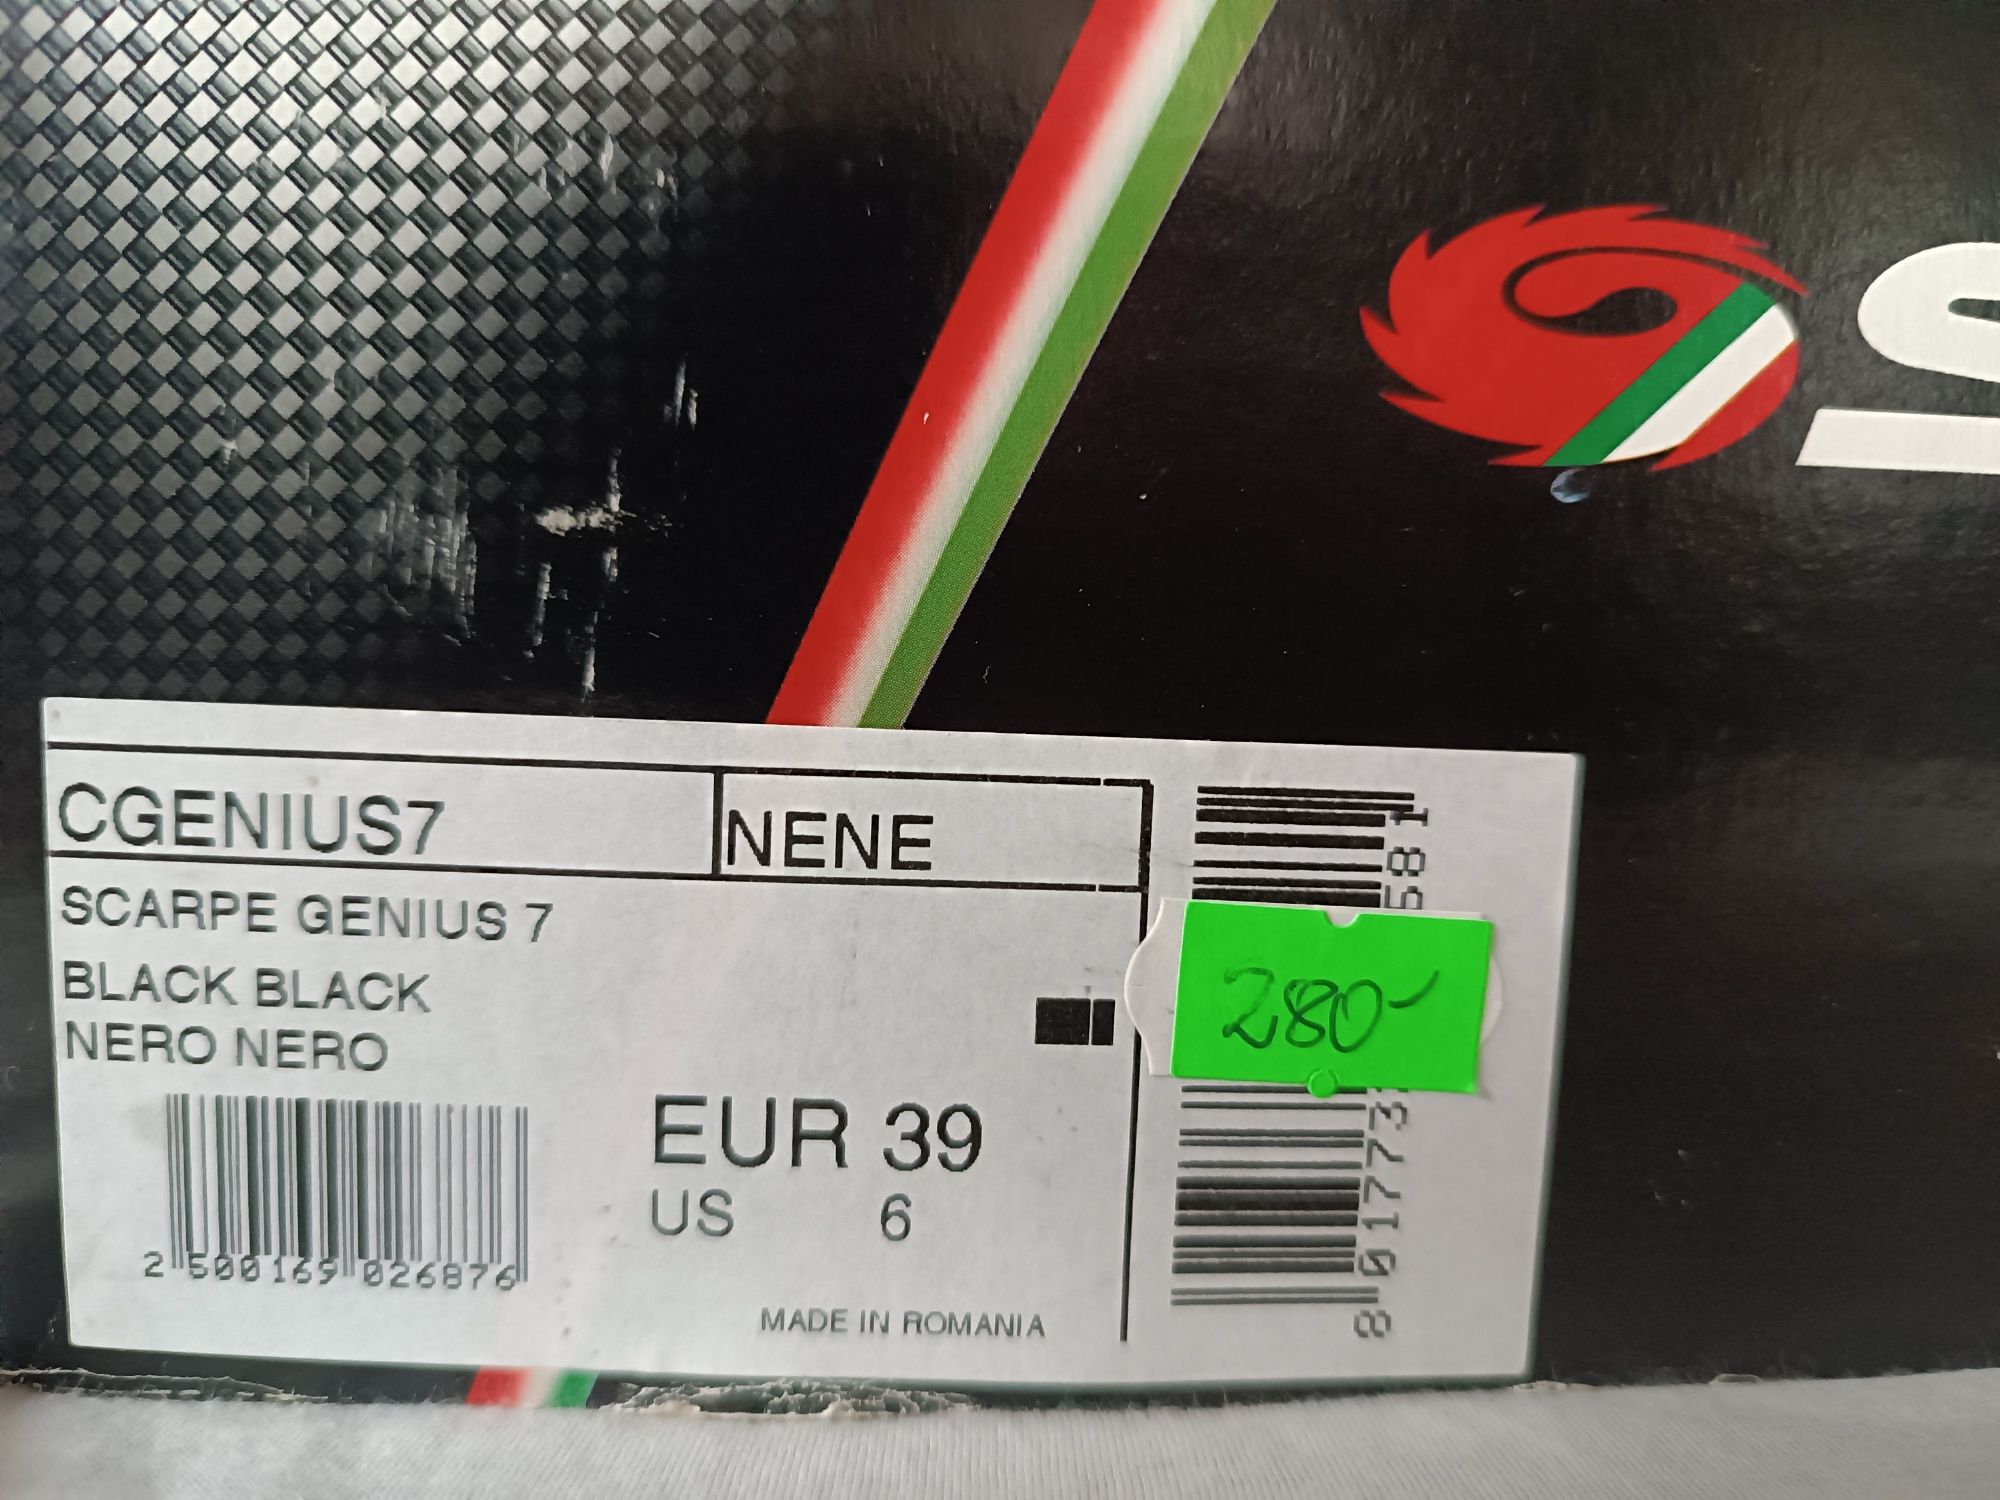 CGENIUS7 NENE
SCARPE GENIUS 7
BLACK BLACK
NERO NERO
EUR 39
US 6
2 500169 026876
MADE IN ROMANIA
280-